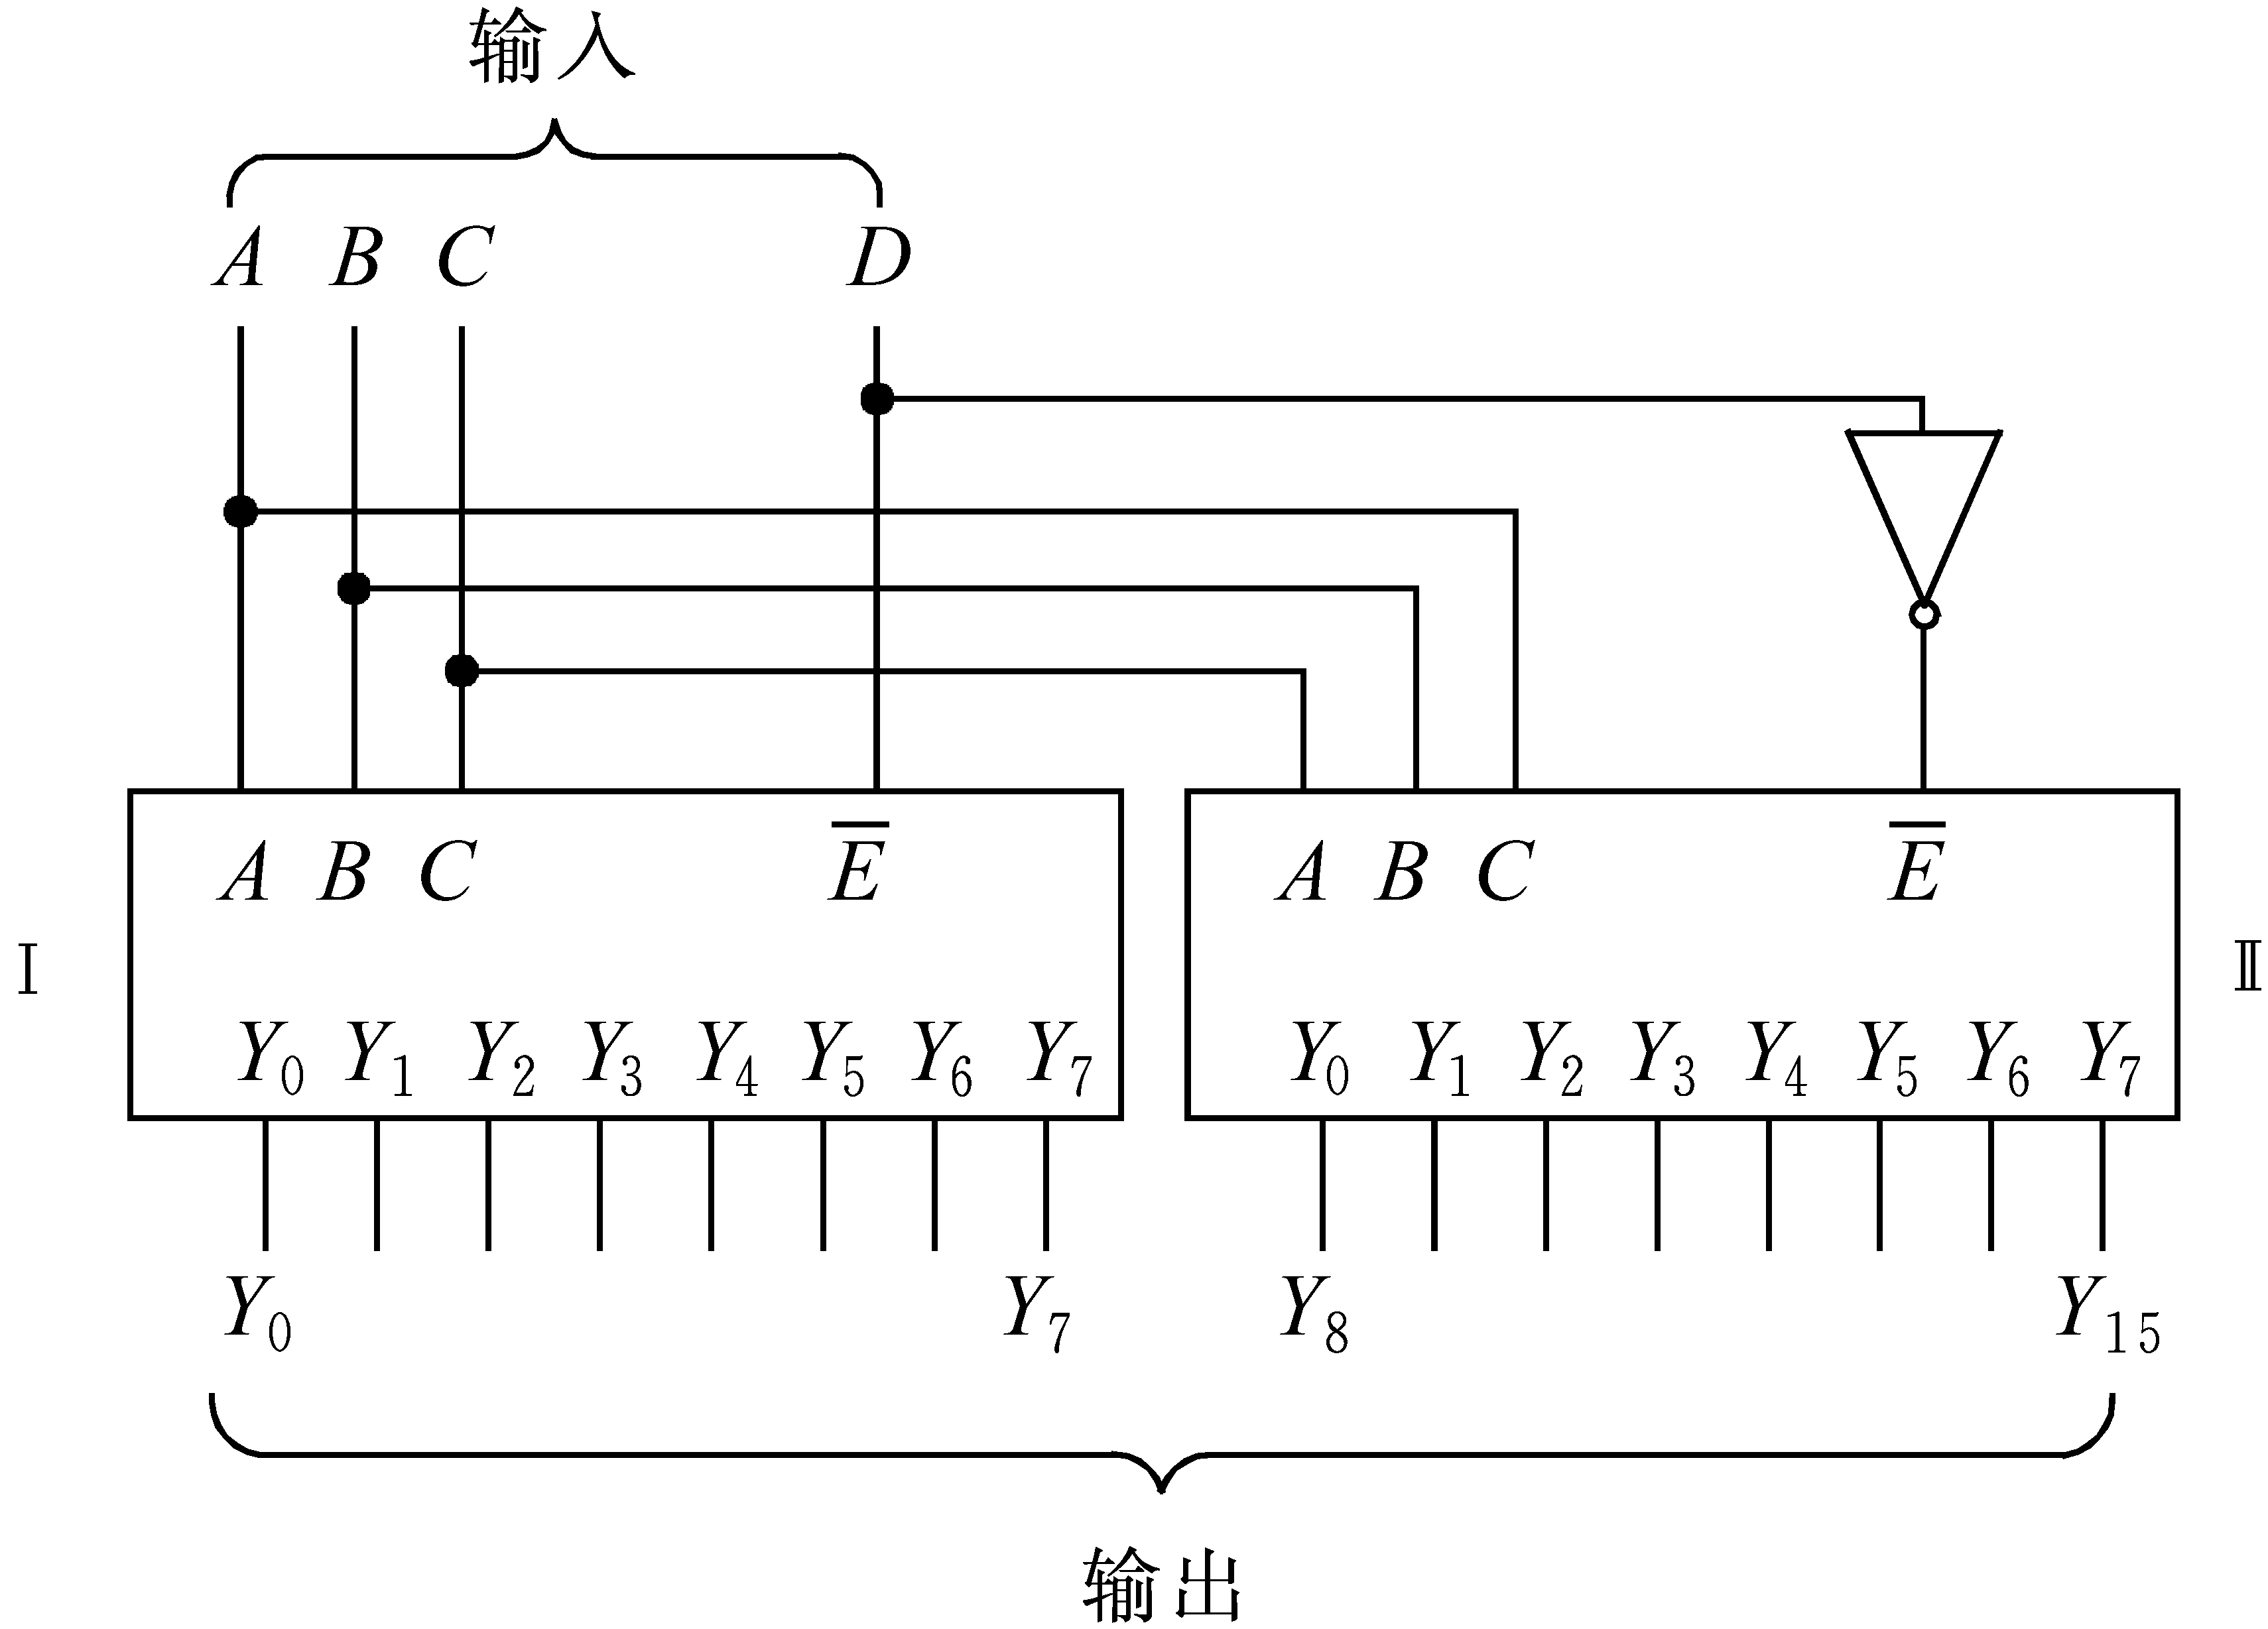 输入
A B C D
A B C E̅ A B C E̅
Ⅰ Ⅱ
Y₀ Y₁ Y₂ Y₃ Y₄ Y₅ Y₆ Y₇ Y₀ Y₁ Y₂ Y₃ Y₄ Y₅ Y₆ Y₇
Y₀ Y₇ Y₈ Y₁₅
输出